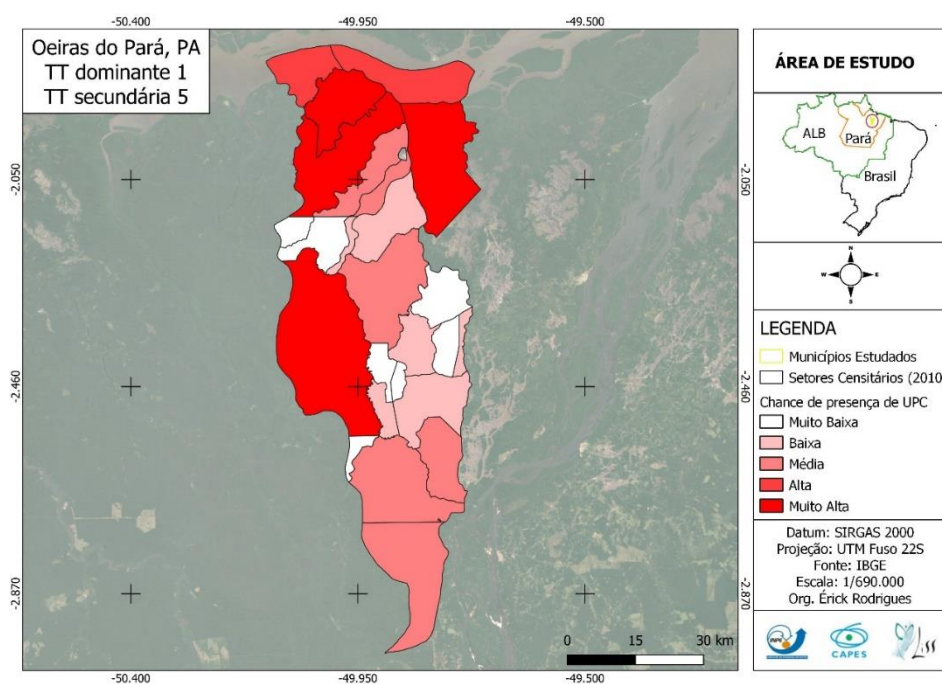 -50.400
-49.950
-49.500
Oeiras do Pará, PA
TT dominante 1
TT secundária 5
-2.050
-2.460
-2.870
-2.050
-2.460
-2.870
0 15 30 km
-50.400
-49.950
-49.500
ÁREA DE ESTUDO
ALB
Pará
Brasil
N
W
E
S
LEGENDA
Municípios Estudados
Setores Censitários (2010
Chance de presença de UPC
Muito Baixa
Baixa
Média
Alta
Muito Alta
Datum: SIRGAS 2000
Projeção: UTM Fuso 22S
Fonte: IBGE
Escala: 1/690.000
Org. Érick Rodrigues
INPE
CAPES
Liss